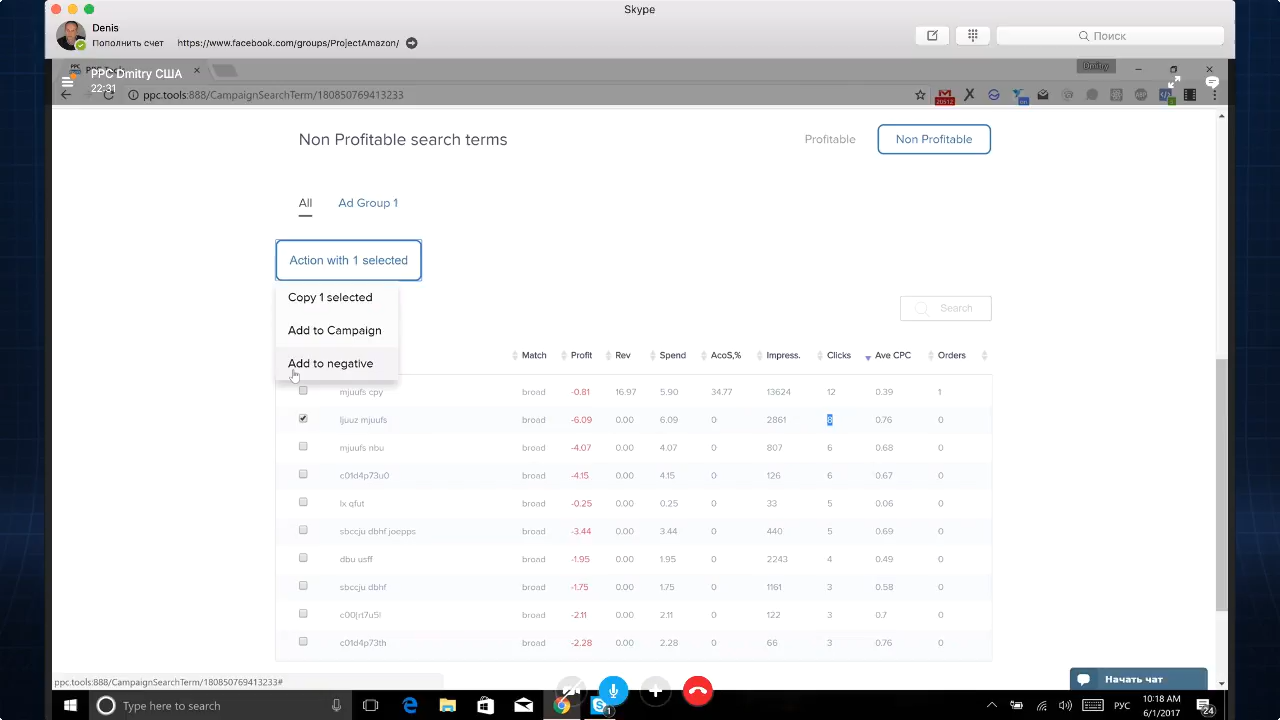 Skype
Denis
Пополнить счет https://www.facebook.com/groups/ProjectAmazon/
Поиск
PPC Dmitry США
22:31
Dmitry
ppc.tools:888/CampaignSearchTerm/180850769413233
Non Profitable search terms
Profitable
Non Profitable
All
Ad Group 1
Action with 1 selected
Copy 1 selected
Add to Campaign
Add to negative
Search
Match Profit Rev Spend AcoS,% Impress. Clicks Ave CPC Orders
mjuufs cpy broad -0.81 16.97 5.90 34.77 13624 12 0.39 1
ljuuz mjuufs broad -6.09 0.00 6.09 0 2861 8 0.76 0
mjuufs nbu broad -4.07 0.00 4.07 0 807 6 0.68 0
c01d4p73u0 broad -4.15 0.00 4.15 0 126 6 0.67 0
lx qfut broad -0.25 0.00 0.25 0 33 5 0.06 0
sbccju dbhf joepps broad -3.44 0.00 3.44 0 440 5 0.69 0
dbu usff broad -1.95 0.00 1.95 0 2243 4 0.49 0
sbccju dbhf broad -1.75 0.00 1.75 0 1161 3 0.58 0
broad -2.11 0.00 2.11 0 122 3 0.7 0
c01d4p73th broad -2.28 0.00 2.28 0 66 3 0.76 0
ppc.tools:888/CampaignSearchTerm/180850769413233#
Начать чат
Type here to search
1
РУС
10:18 AM
6/1/2017
24